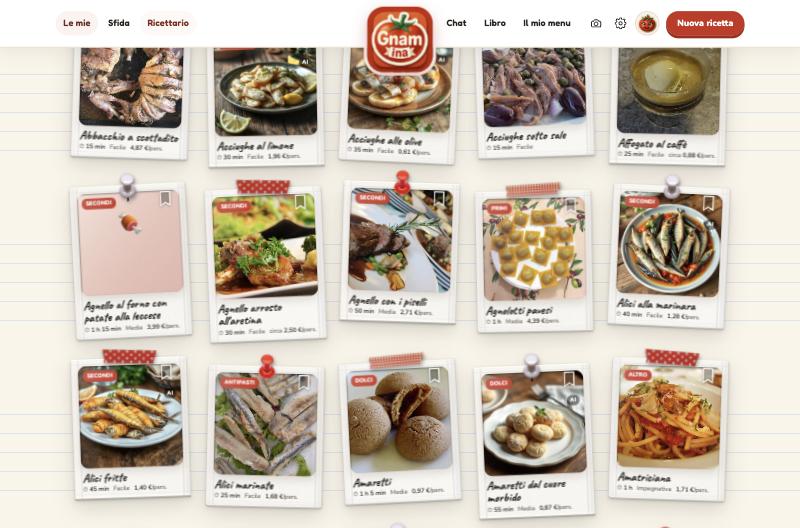 Le mie
Sfida
Ricettario
Gnam
ina
Chat
Libro
Il mio menu
Nuova ricetta
Abbacchio a scottadito
15 min Facile 4,87 €/pers.
Acciughe al limone
30 min Facile 1,96 €/pers.
AI
Acciughe alle olive
35 min Facile 0,61 €/pers.
AI
Acciughe sotto sale
15 min Facile
Affogato al caffè
25 min Facile circa 0,88 €/pers.
SECONDI
Agnello al forno con
patate alla leccese
1 h 15 min Media 3,99 €/pers.
SECONDI
Agnello arrosto
all'aretina
30 min Facile circa 2,50 €/pers.
SECONDI
Agnello con i piselli
50 min Media 2,71 €/pers.
PRIMI
Agnolotti pavesi
1 h Media 4,39 €/pers.
SECONDI
Alici alla marinara
40 min Facile 1,26 €/pers.
SECONDI
AI
Alici fritte
45 min Facile 1,40 €/pers.
ANTIPASTI
Alici marinate
25 min Facile 1,68 €/pers.
DOLCI
Amaretti
1 h 5 min Media 0,97 €/pers.
DOLCI
AI
Amaretti dal cuore
morbido
55 min Media 0,87 €/pers.
ALTRO
Amatriciana
1 h Impegnativa 1,71 €/pers.